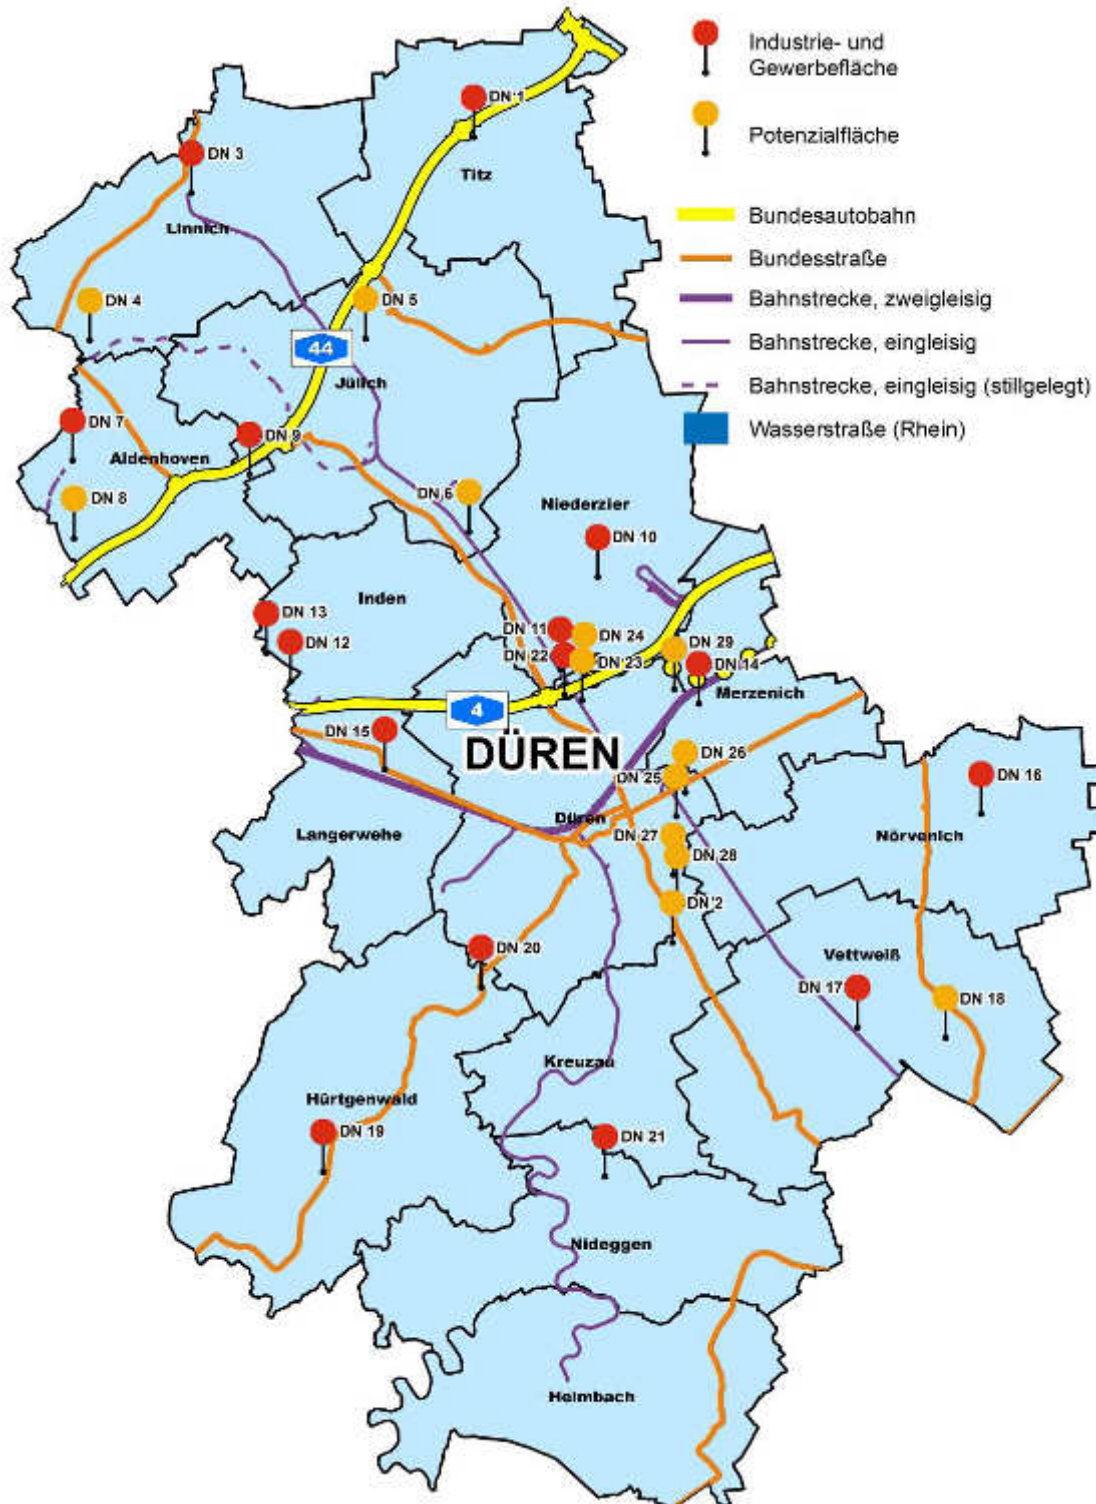 Industrie- und
Gewerbefläche
Potenzialfläche
Bundesautobahn
Bundesstraße
Bahnstrecke, zweigleisig
Bahnstrecke, eingleisig
Bahnstrecke, eingleisig (stillgelegt)
Wasserstraße (Rhein)
DN 1
DN 3
Titz
Linnich
DN 4
DN 5
44
Jülich
DN 7
DN 9
Aldenhoven
DN 8
DN 6
Niederzier
DN 10
Inden
DN 13
DN 12
DN 11
DN 24
DN 22
DN 23
DN 29
DN 14
Merzenich
4
DN 15
DÜREN
DN 26
DN 25
DN 16
Düren
Langerwehe
DN 27
DN 28
Nörvenich
DN 2
DN 20
Vettweiß
DN 17
DN 18
Kreuzau
Hürtgenwald
DN 19
DN 21
Nideggen
Heimbach